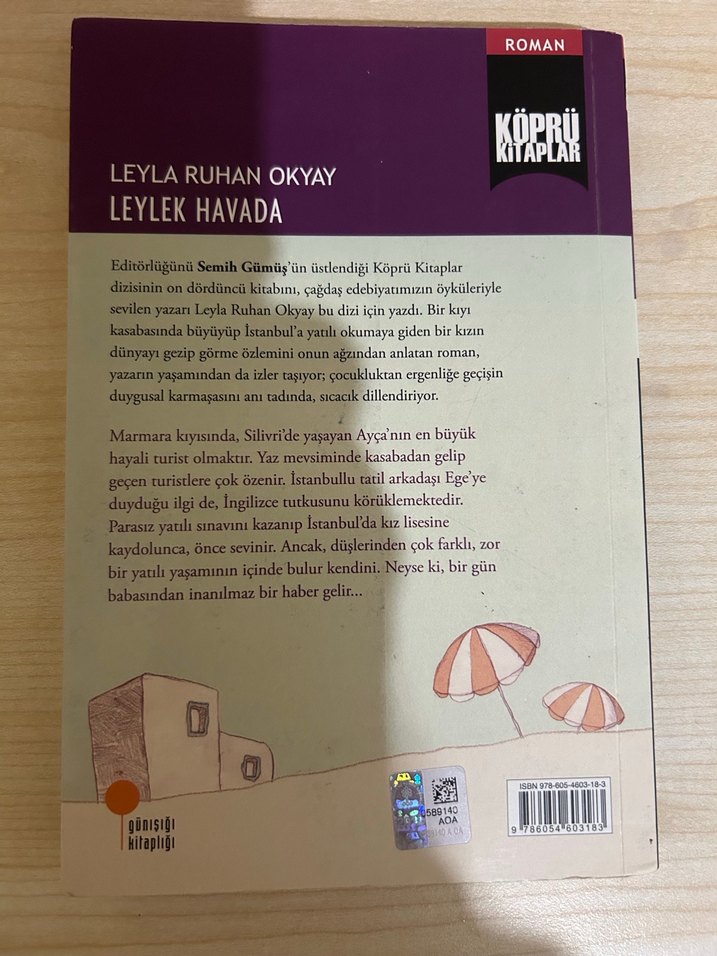 ROMAN
KÖPRÜ
KİTAPLAR
LEYLA RUHAN OKYAY
LEYLEK HAVADA
Editörlüğünü Semih Gümüş'ün üstlendiği Köprü Kitaplar
dizisinin on dördüncü kitabını, çağdaş edebiyatımızın öyküleriyle
sevilen yazarı Leyla Ruhan Okyay bu dizi için yazdı. Bir kıyı
kasabasında büyüyüp İstanbul'a yatılı okumaya giden bir kızın
dünyayı gezip görme özlemini onun ağzından anlatan roman,
yazarın yaşamından da izler taşıyor; çocukluktan ergenliğe geçişin
duygusal karmaşasını anı tadında, sıcacık dillendiriyor.
Marmara kıyısında, Silivri'de yaşayan Ayça'nın en büyük
hayali turist olmaktır. Yaz mevsiminde kasabadan gelip
geçen turistlere çok özenir. İstanbullu tatil arkadaşı Ege'ye
duyduğu ilgi de, İngilizce tutkusunu körüklemektedir.
Parasız yatılı sınavını kazanıp İstanbul'da kız lisesine
kaydolunca, önce sevinir. Ancak, düşlerinden çok farklı, zor
bir yatılı yaşamının içinde bulur kendini. Neyse ki, bir gün
babasından inanılmaz bir haber gelir...
günışığı
kitaplığı
0589140
AOA
ISBN 978-605-4603-18-3
9 786054 603183